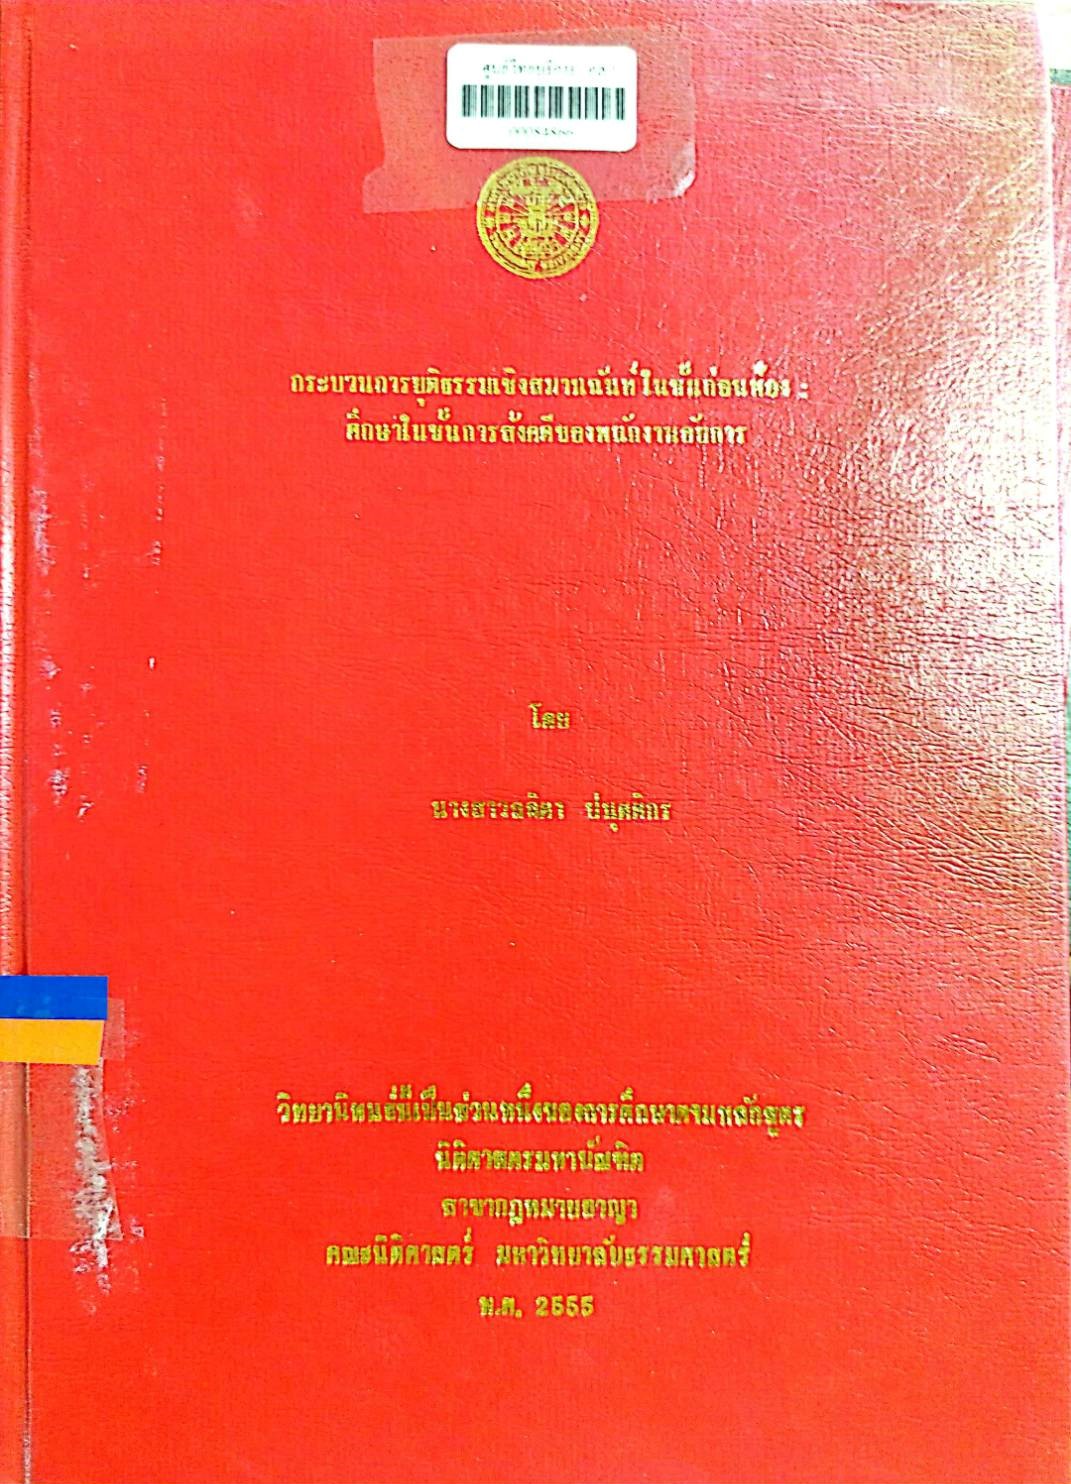 กระบวนการยุติธรรมเชิงสมานฉันท์ในชั้นก่อนฟ้อง :
ศึกษาในชั้นการสั่งคดีของพนักงานอัยการ
โดย
นางสาวลลิตา
วิทยานิพนธ์นี้เป็นส่วนหนึ่งของการศึกษาตามหลักสูตร
นิติศาสตรมหาบัณฑิต
สาขากฎหมายอาญา
คณะนิติศาสตร์ มหาวิทยาลัยธรรมศาสตร์
พ.ศ. 2555